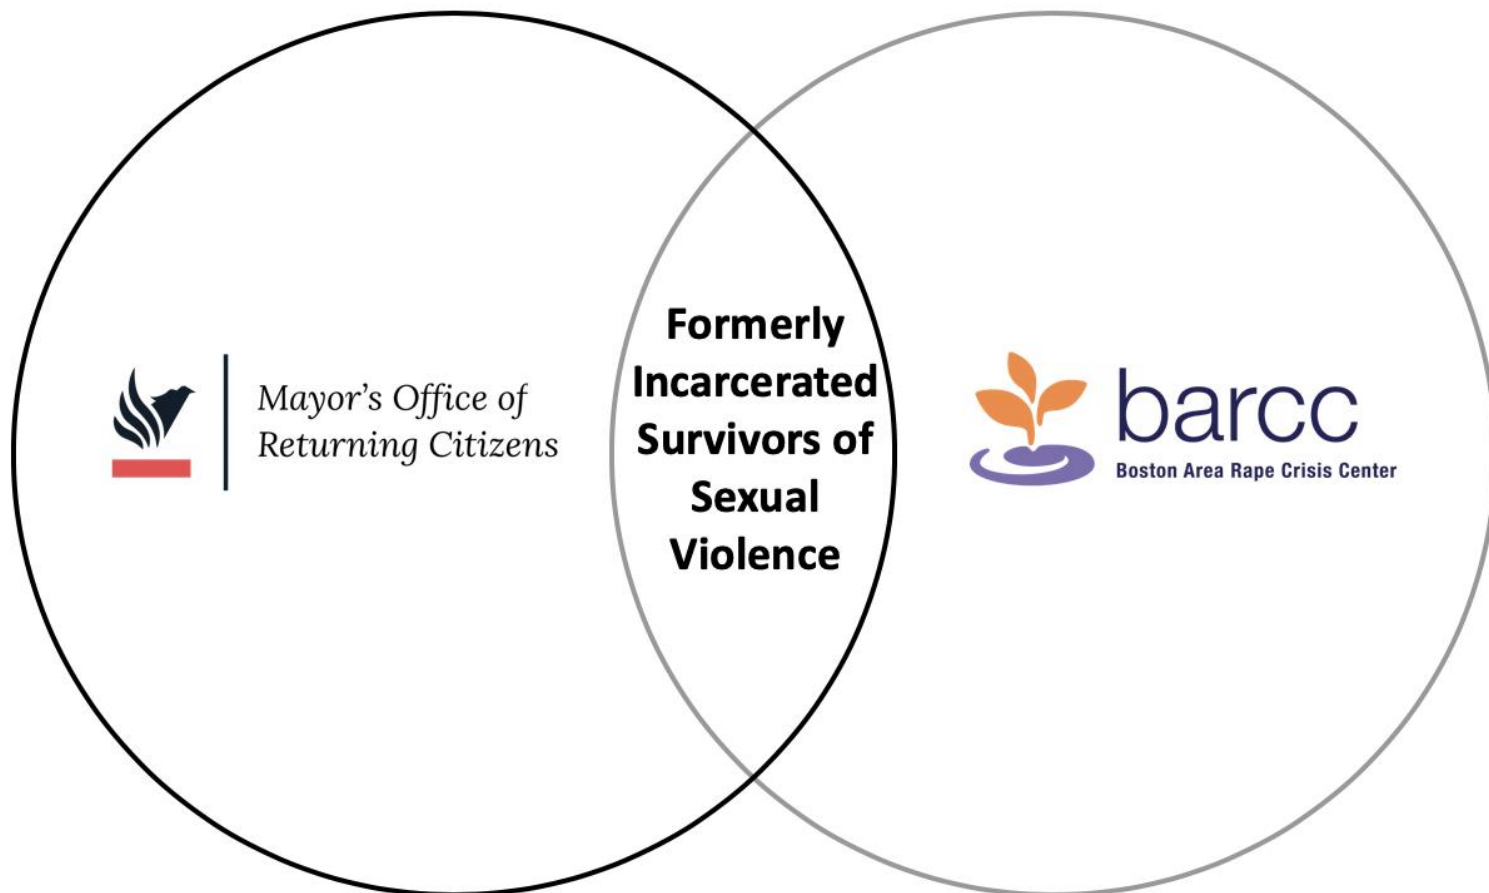 Mayor's Office of
Returning Citizens
Formerly
Incarcerated
Survivors of
Sexual
Violence
barcc
Boston Area Rape Crisis Center